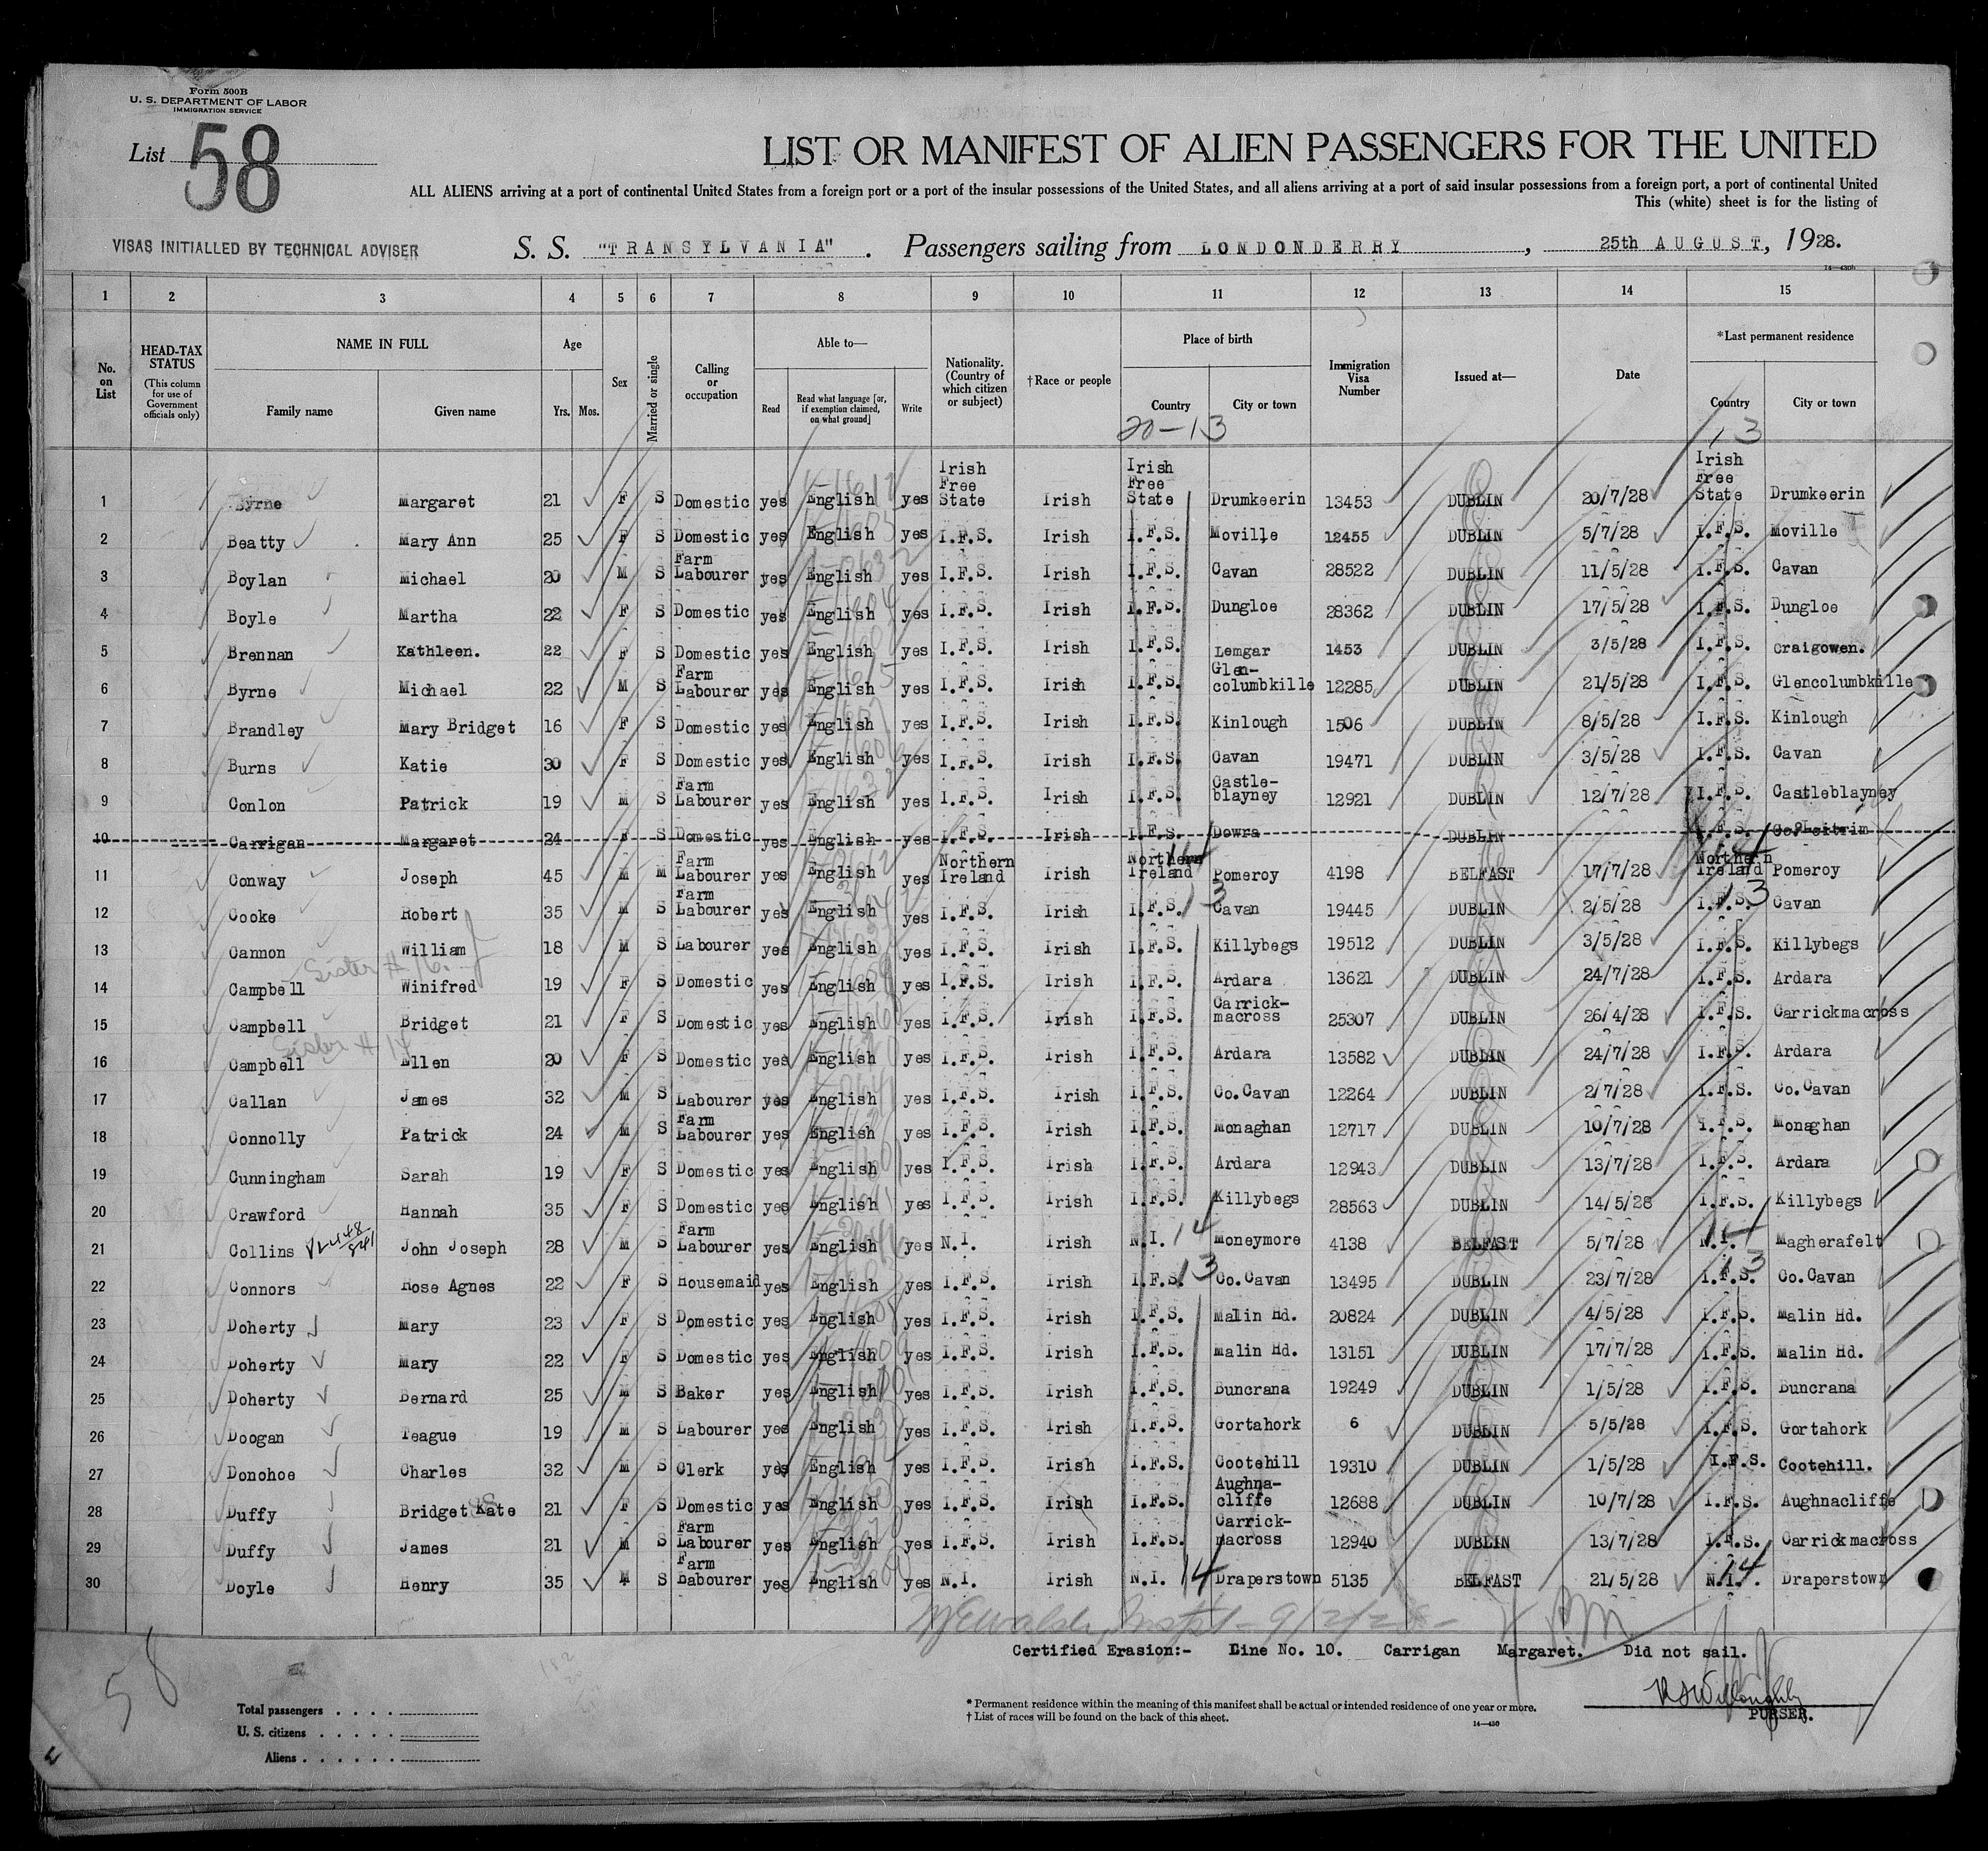 Form 500B
U. S. DEPARTMENT OF LABOR
IMMIGRATION SERVICE
List 58
LIST OR MANIFEST OF ALIEN PASSENGERS FOR THE UNITED
ALL ALIENS arriving at a port of continental United States from a foreign port or a port of the insular possessions of the United States, and all aliens arriving at a port of said insular possessions from a foreign port, a port of continental United
This (white) sheet is for the listing of
VISAS INITIALLED BY TECHNICAL ADVISER S. S. "TRANSYLVANIA". Passengers sailing from LONDONDERRY, 25th AUGUST, 1928.
14—430b
1 2 3 4 5 6 7 8 9 10 11 12 13 14 15
No. on List
HEAD-TAX STATUS (This column for use of Government officials only)
NAME IN FULL
Family name Given name
Age
Yrs. Mos.
Sex
Married or single
Calling or occupation
Able to—
Read
Read what language [or, if exemption claimed, on what ground]
Write
Nationality. (Country of which citizen or subject)
†Race or people
Place of birth
Country City or town
20-13
Immigration Visa Number
Issued at—
Date
*Last permanent residence
Country City or town
13
1 Byrne Margaret 21 F S Domestic yes English yes Irish Free State Irish Irish Free State Drumkeerin 13453 DUBLIN 20/7/28 Irish Free State Drumkeerin
2 Beatty Mary Ann 25 F S Domestic yes English yes I.F.S. Irish I.F.S. Moville 12455 DUBLIN 5/7/28 I.F.S. Moville
3 Boylan Michael 20 M S Farm Labourer yes English yes I.F.S. Irish I.F.S. Cavan 28522 DUBLIN 11/5/28 I.F.S. Cavan
4 Boyle Martha 22 F S Domestic yes English yes I.F.S. Irish I.F.S. Dungloe 28362 DUBLIN 17/5/28 I.F.S. Dungloe
5 Brennan Kathleen. 22 F S Domestic yes English yes I.F.S. Irish I.F.S. Lemgar 1453 DUBLIN 3/5/28 I.F.S. Craigowen.
6 Byrne Michael 22 M S Farm Labourer yes English yes I.F.S. Irish I.F.S. Glen-columbkille 12285 DUBLIN 21/5/28 I.F.S. Glencolumbkille
7 Brandley Mary Bridget 16 F S Domestic yes English yes I.F.S. Irish I.F.S. Kinlough 1506 DUBLIN 8/5/28 I.F.S. Kinlough
8 Burns Katie 30 F S Domestic yes English yes I.F.S. Irish I.F.S. Cavan 19471 DUBLIN 3/5/28 I.F.S. Cavan
9 Conlon Patrick 19 M S Farm Labourer yes English yes I.F.S. Irish I.F.S. Castle-blayney 12921 DUBLIN 12/7/28 I.F.S. Castleblayney
10 Carrigan Margaret 24 F S Domestic yes English yes I.F.S. Irish I.F.S. Dowra DUBLIN I.F.S. Co. Leitrim
11 Conway Joseph 45 M M Farm Labourer yes English yes Northern Ireland Irish Northern Ireland 14 Pomeroy 4198 BELFAST 17/7/28 Northern Ireland 14 Pomeroy
12 Cooke Robert 35 M S Farm Labourer yes English yes I.F.S. Irish I.F.S. 13 Cavan 19445 DUBLIN 2/5/28 I.F.S. 13 Cavan
13 Cannon William 18 M S Labourer yes English yes I.F.S. Irish I.F.S. Killybegs 19512 DUBLIN 3/5/28 I.F.S. Killybegs
Sister # 16.
14 Campbell Winifred 19 F S Domestic yes English yes I.F.S. Irish I.F.S. Ardara 13621 DUBLIN 24/7/28 I.F.S. Ardara
15 Campbell Bridget 21 F S Domestic yes English yes I.F.S. Irish I.F.S. Carrick-macross 25307 DUBLIN 26/4/28 I.F.S. Carrickmacross
Sister # 14
16 Campbell Ellen 20 F S Domestic yes English yes I.F.S. Irish I.F.S. Ardara 13582 DUBLIN 24/7/28 I.F.S. Ardara
17 Callan James 32 M S Labourer yes English yes I.F.S. Irish I.F.S. Co.Cavan 12264 DUBLIN 2/7/28 I.F.S. Co.Cavan
18 Connolly Patrick 24 M S Farm Labourer yes English yes I.F.S. Irish I.F.S. Monaghan 12717 DUBLIN 10/7/28 I.F.S. Monaghan
19 Cunningham Sarah 19 F S Domestic yes English yes I.F.S. Irish I.F.S. Ardara 12943 DUBLIN 13/7/28 I.F.S. Ardara
20 Crawford Hannah 35 F S Domestic yes English yes I.F.S. Irish I.F.S. Killybegs 28563 DUBLIN 14/5/28 I.F.S. Killybegs
21 Collins John Joseph 28 M S Farm Labourer yes English yes N.I. Irish N.I. 14 Moneymore 4138 BELFAST 5/7/28 N.I. 14 Magherafelt
22 Connors Rose Agnes 22 F S Housemaid yes English yes I.F.S. Irish I.F.S. 13 Co.Cavan 13495 DUBLIN 23/7/28 I.F.S. 13 Co.Cavan
23 Doherty Mary 23 F S Domestic yes English yes I.F.S. Irish I.F.S. Malin Hd. 20824 DUBLIN 4/5/28 I.F.S. Malin Hd.
24 Doherty Mary 22 F S Domestic yes English yes I.F.S. Irish I.F.S. Malin Hd. 13151 DUBLIN 17/7/28 I.F.S. Malin Hd.
25 Doherty Bernard 25 M S Baker yes English yes I.F.S. Irish I.F.S. Buncrana 19249 DUBLIN 1/5/28 I.F.S. Buncrana
26 Doogan Teague 19 M S Labourer yes English yes I.F.S. Irish I.F.S. Gortahork 6 DUBLIN 5/5/28 I.F.S. Gortahork
27 Donohoe Charles 32 M S Clerk yes English yes I.F.S. Irish I.F.S. Cootehill 19310 DUBLIN 1/5/28 I.F.S. Cootehill.
28 Duffy Bridget Kate 21 F S Domestic yes English yes I.F.S. Irish I.F.S. Aughna-cliffe 12688 DUBLIN 10/7/28 I.F.S. Aughnacliffe
29 Duffy James 21 M S Farm Labourer yes English yes I.F.S. Irish I.F.S. Carrick-macross 12940 DUBLIN 13/7/28 I.F.S. Carrickmacross
30 Doyle Henry 35 M S Farm Labourer yes English yes N.I. Irish N.I. 14 Draperstown 5135 BELFAST 21/5/28 N.I. 14 Draperstown
Certified Erasion:- Line No. 10. Carrigan Margaret. Did not sail.
58
Total passengers . . . .
U. S. citizens . . . . .
Aliens . . . . . .
* Permanent residence within the meaning of this manifest shall be actual or intended residence of one year or more.
† List of races will be found on the back of this sheet.
14—430
PURSER.